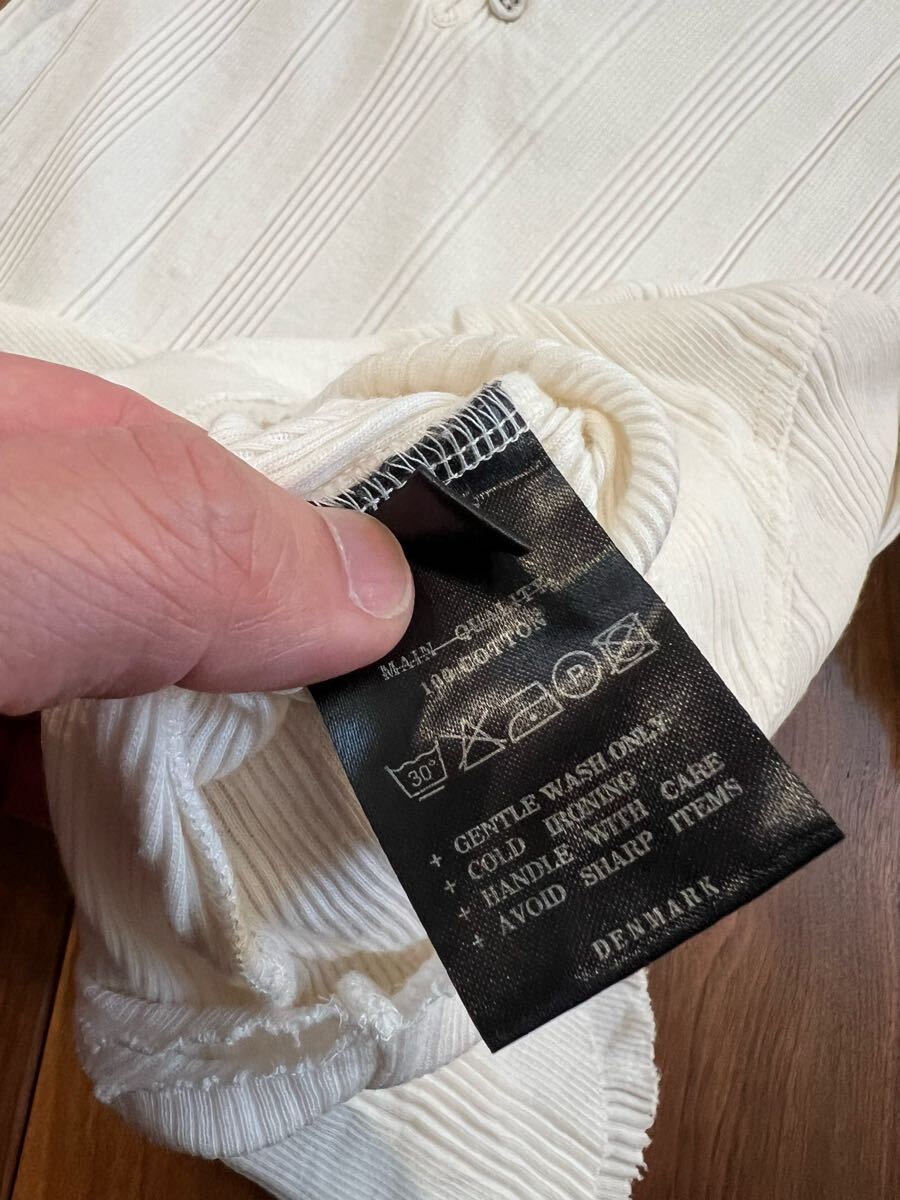 MAIN QUALITY
100 COTTON
30° P
+ GENTLE WASH ONLY
+ COLD IRONING
+ HANDLE WITH CARE
+ AVOID SHARP ITEMS
DENMARK